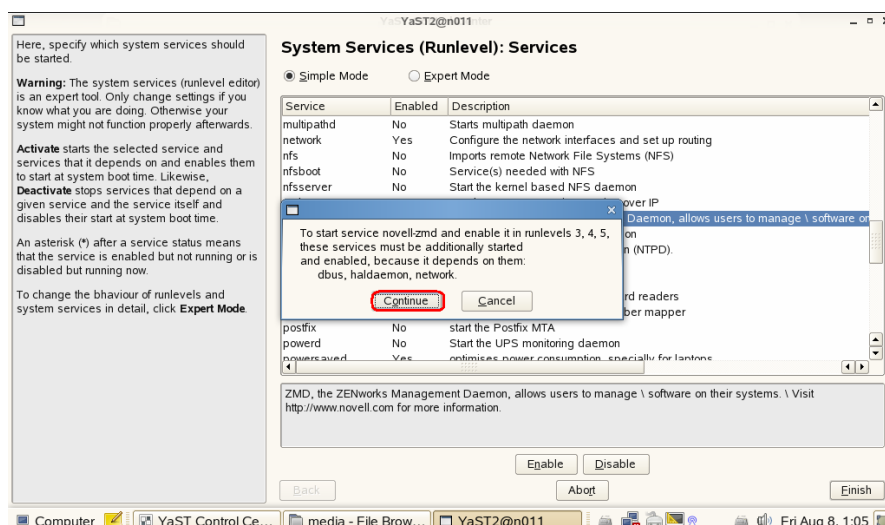 YaST2@n011
Here, specify which system services should
be started.
Warning: The system services (runlevel editor)
is an expert tool. Only change settings if you
know what you are doing. Otherwise your
system might not function properly afterwards.
Activate starts the selected service and
services that it depends on and enables them
to start at system boot time. Likewise,
Deactivate stops services that depend on a
given service and the service itself and
disables their start at system boot time.
An asterisk (*) after a service status means
that the service is enabled but not running or is
disabled but running now.
To change the bhaviour of runlevels and
system services in detail, click Expert Mode.
System Services (Runlevel): Services
Simple Mode Expert Mode
Service Enabled Description
multipathd No Starts multipath daemon
network Yes Configure the network interfaces and set up routing
nfs No Imports remote Network File Systems (NFS)
nfsboot No Service(s) needed with NFS
nfsserver No Start the kernel based NFS daemon
over IP
Daemon, allows users to manage \ software or
on
n (NTPD).
rd readers
ber mapper
To start service novell-zmd and enable it in runlevels 3, 4, 5,
these services must be additionally started
and enabled, because it depends on them:
dbus, haldaemon, network.
Continue Cancel
postfix No start the Postfix MTA
powerd No Start the UPS monitoring daemon
powersaved Yes optimises power consumption, specially for laptops
ZMD, the ZENworks Management Daemon, allows users to manage \ software on their systems. \ Visit
http://www.novell.com for more information.
Enable Disable
Back Abort Finish
Computer YaST Control Ce... media - File Brow... YaST2@n011 Fri Aug 8, 1:05